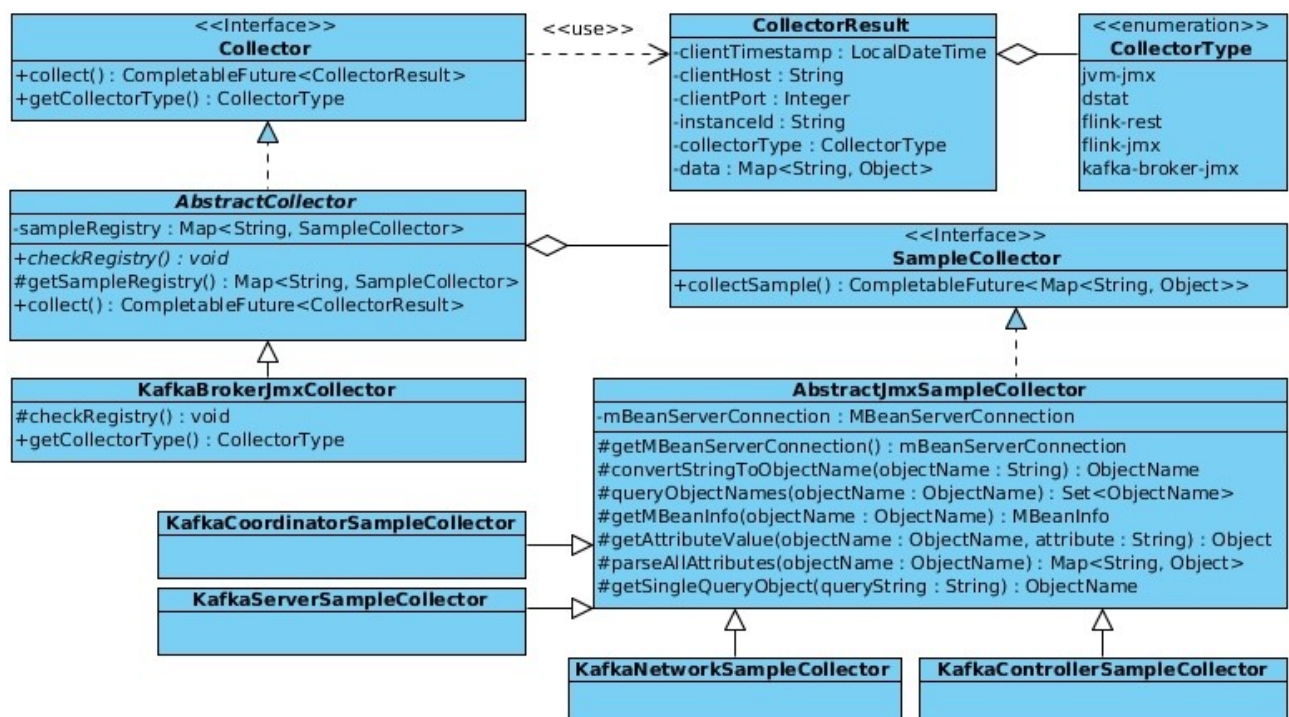 <<Interface>>
Collector
+collect() : CompletableFuture<CollectorResult>
+getCollectorType() : CollectorType
<<use>>
CollectorResult
-clientTimestamp : LocalDateTime
-clientHost : String
-clientPort : Integer
-instanceId : String
-collectorType : CollectorType
-data : Map<String, Object>
<<enumeration>>
CollectorType
jvm-jmx
dstat
flink-rest
flink-jmx
kafka-broker-jmx
AbstractCollector
-sampleRegistry : Map<String, SampleCollector>
+checkRegistry() : void
#getSampleRegistry() : Map<String, SampleCollector>
+collect() : CompletableFuture<CollectorResult>
<<Interface>>
SampleCollector
+collectSample() : CompletableFuture<Map<String, Object>>
KafkaBrokerJmxCollector
#checkRegistry() : void
+getCollectorType() : CollectorType
AbstractJmxSampleCollector
-mBeanServerConnection : MBeanServerConnection
#getMBeanServerConnection() : mBeanServerConnection
#convertStringToObjectName(objectName : String) : ObjectName
#queryObjectNames(objectName : ObjectName) : Set<ObjectName>
#getMBeanInfo(objectName : ObjectName) : MBeanInfo
#getAttributeValue(objectName : ObjectName, attribute : String) : Object
#parseAllAttributes(objectName : ObjectName) : Map<String, Object>
#getSingleQueryObject(queryString : String) : ObjectName
KafkaCoordinatorSampleCollector
KafkaServerSampleCollector
KafkaNetworkSampleCollector
KafkaControllerSampleCollector